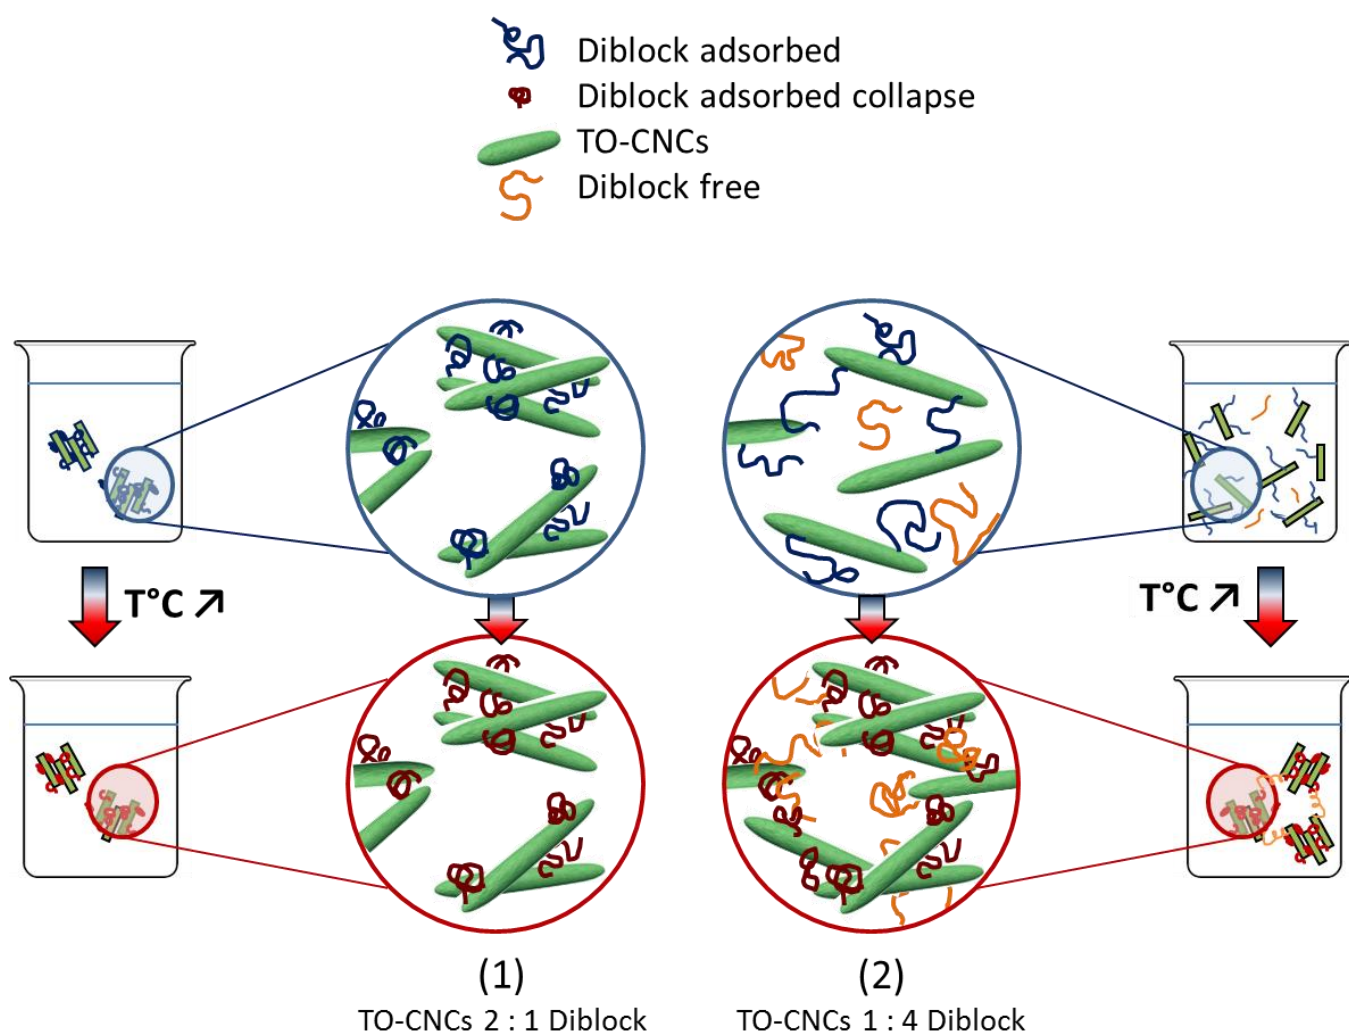 Diblock adsorbed
Diblock adsorbed collapse
TO-CNCs
Diblock free
T°C ↗
T°C ↗
(1)
TO-CNCs 2 : 1 Diblock
(2)
TO-CNCs 1 : 4 Diblock